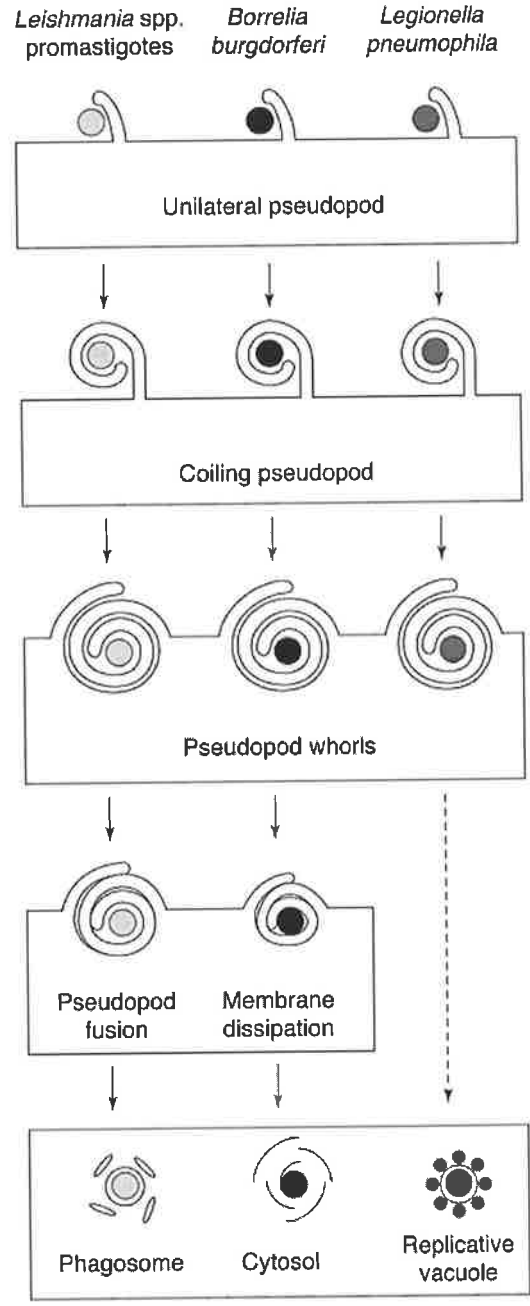 Leishmania spp.
promastigotes
Borrelia
burgdorferi
Legionella
pneumophila
Unilateral pseudopod
Coiling pseudopod
Pseudopod whorls
Pseudopod
fusion
Membrane
dissipation
Phagosome
Cytosol
Replicative
vacuole